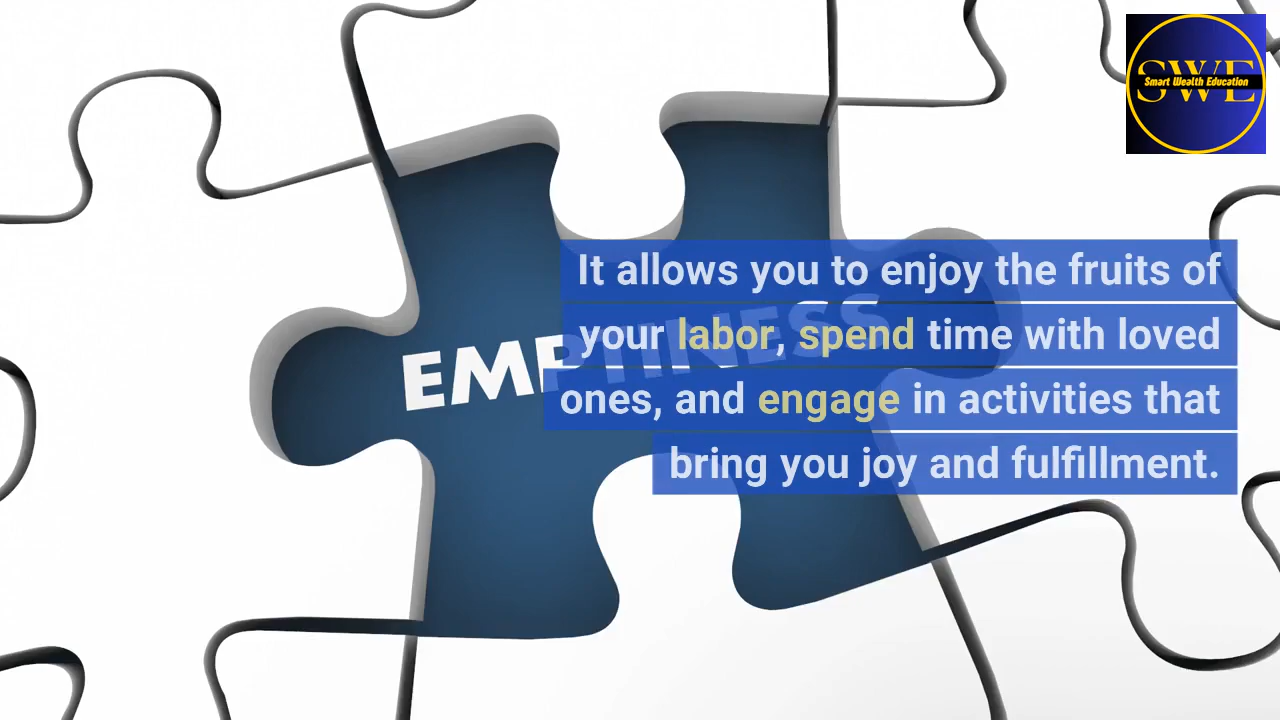 SWE
Smart Wealth Education
It allows you to enjoy the fruits of
your labor, spend time with loved
ones, and engage in activities that
bring you joy and fulfillment.
EMPTINESS